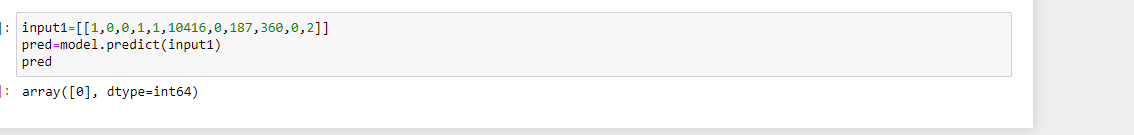 ]: input1=[[1,0,0,1,1,10416,0,187,360,0,2]]
pred=model.predict(input1)
pred
]: array([0], dtype=int64)